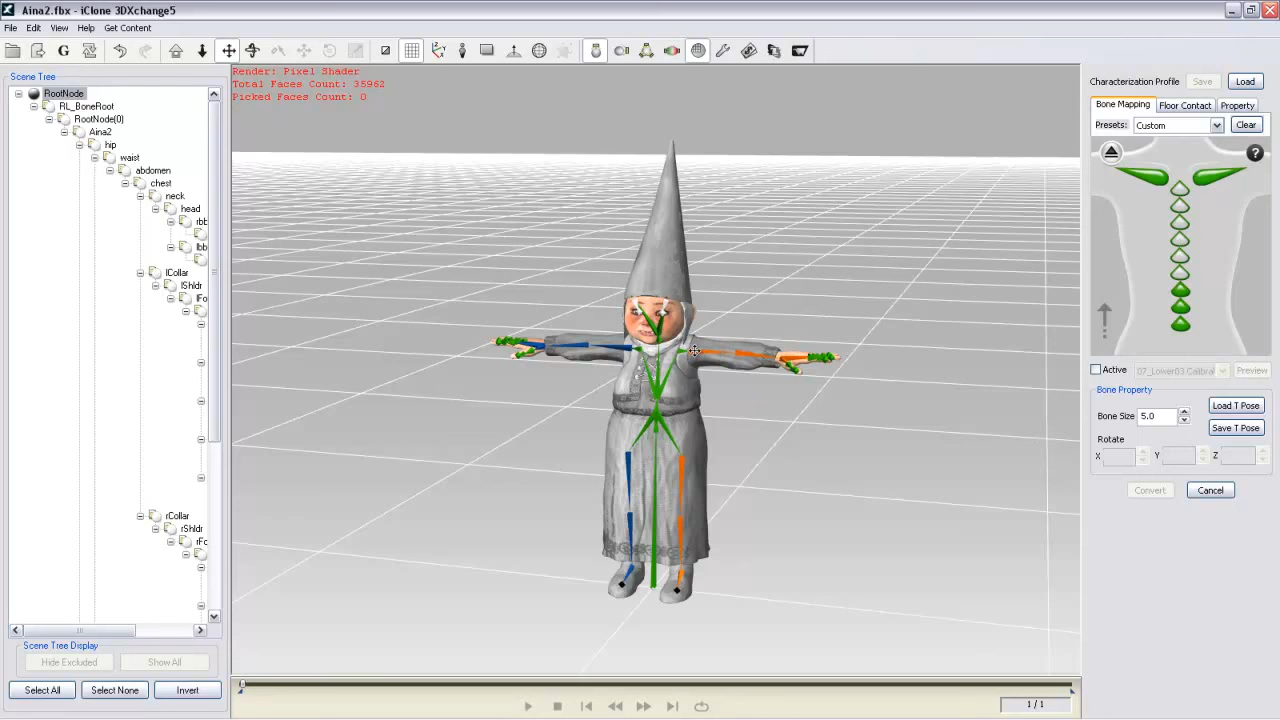 Aina2.fbx - iClone 3DXchange5
File Edit View Help Get Content
G
Scene Tree
RootNode
RL_BoneRoot
RootNode(0)
Aina2
hip
waist
abdomen
chest
neck
head
lCollar
lShldr
rCollar
rShldr
Scene Tree Display
Hide Excluded Show All
Select All Select None Invert
Render: Pixel Shader
Total Faces Count: 35962
Picked Faces Count: 0
1 / 1
Characterization Profile Save Load
Bone Mapping Floor Contact Property
Presets: Custom Clear
?
Active 07_Lower03.Calibra Preview
Bone Property
Bone Size 5.0 Load T Pose
Save T Pose
Rotate
X Y Z
Convert Cancel